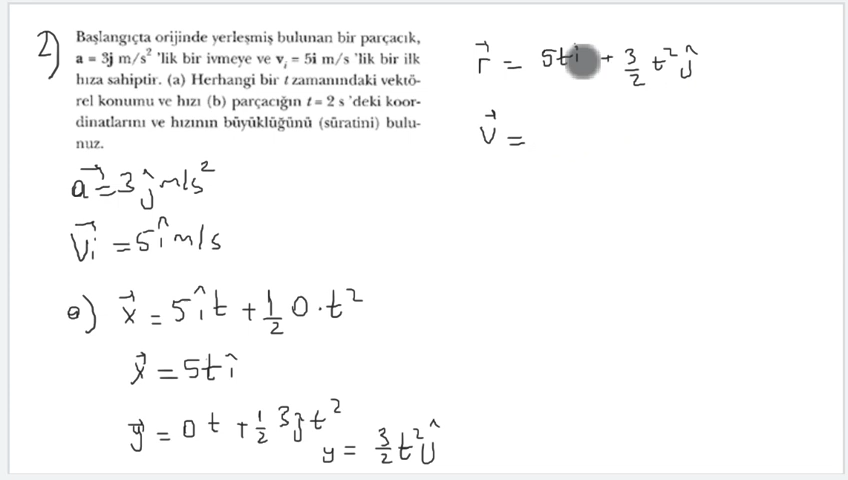 2) Başlangıçta orijinde yerleşmiş bulunan bir parçacık,
a = 3j m/s² 'lik bir ivmeye ve vᵢ = 5i m/s 'lik bir ilk
hıza sahiptir. (a) Herhangi bir t zamanındaki vektö-
rel konumu ve hızı (b) parçacığın t = 2 s 'deki koor-
dinatlarını ve hızının büyüklüğünü (süratini) bulu-
nuz.
a⃗ = 3ĵ m/s²
v⃗ᵢ = 5î m/s
a) x⃗ = 5î t + 1/2 0 · t²
x⃗ = 5t î
y⃗ = 0 t + 1/2 3ĵ t²
y = 3/2 t² ĵ
r⃗ = 5t î + 3/2 t² ĵ
v⃗ =